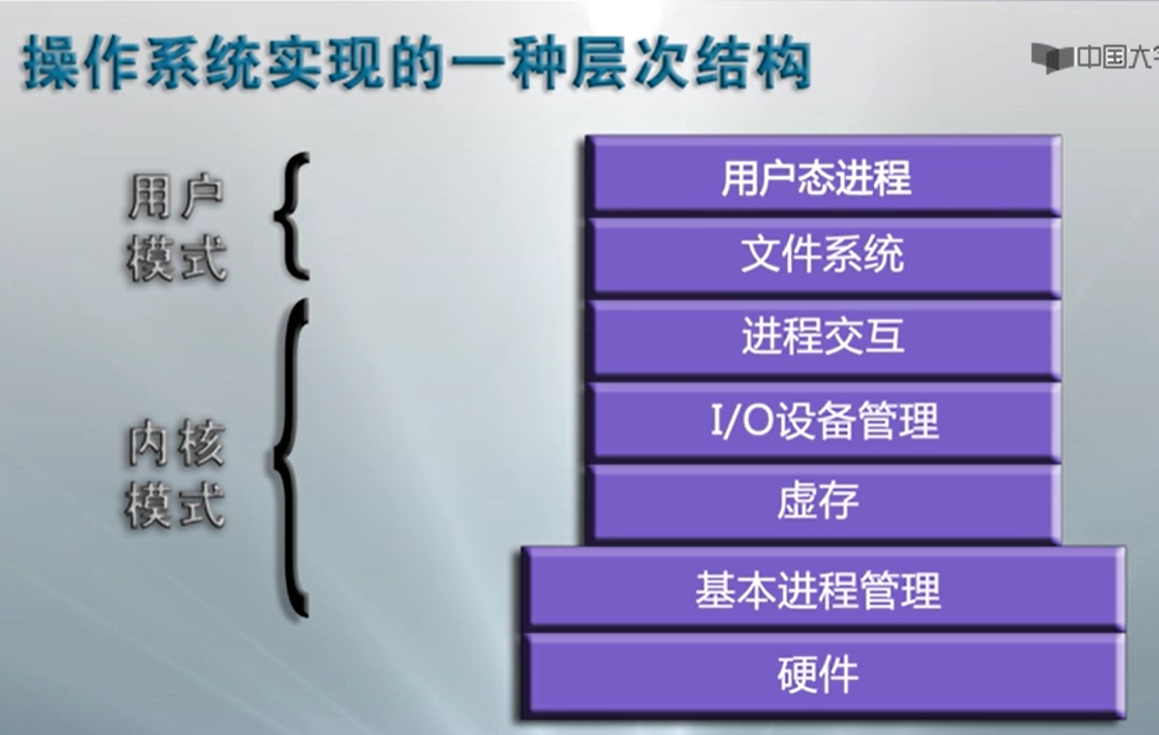 操作系统实现的一种层次结构
中国大
用户
模式
内核
模式
用户态进程
文件系统
进程交互
I/O设备管理
虚存
基本进程管理
硬件